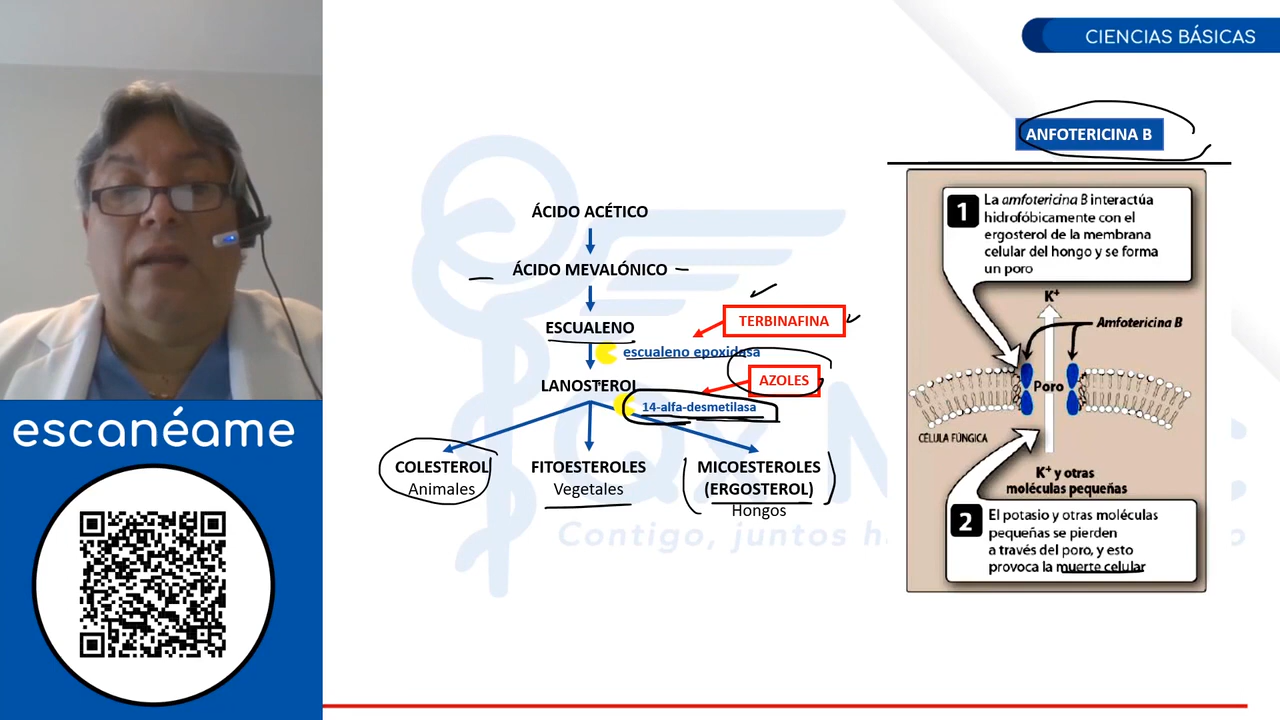 CIENCIAS BÁSICAS
ANFOTERICINA B
ÁCIDO ACÉTICO
ÁCIDO MEVALÓNICO
ESCUALENO
TERBINAFINA
escualeno epoxidasa
LANOSTEROL
AZOLES
14-alfa-desmetilasa
COLESTEROL
Animales
FITOESTEROLES
Vegetales
MICOESTEROLES
(ERGOSTEROL)
Hongos
Contigo, juntos h
1
La amfotericina B interactúa
hidrofóbicamente con el
ergosterol de la membrana
celular del hongo y se forma
un poro
K+
Amfotericina B
Poro
CÉLULA FÚNGICA
K+ y otras
moléculas pequeñas
2
El potasio y otras moléculas
pequeñas se pierden
a través del poro, y esto
provoca la muerte celular
escanéame